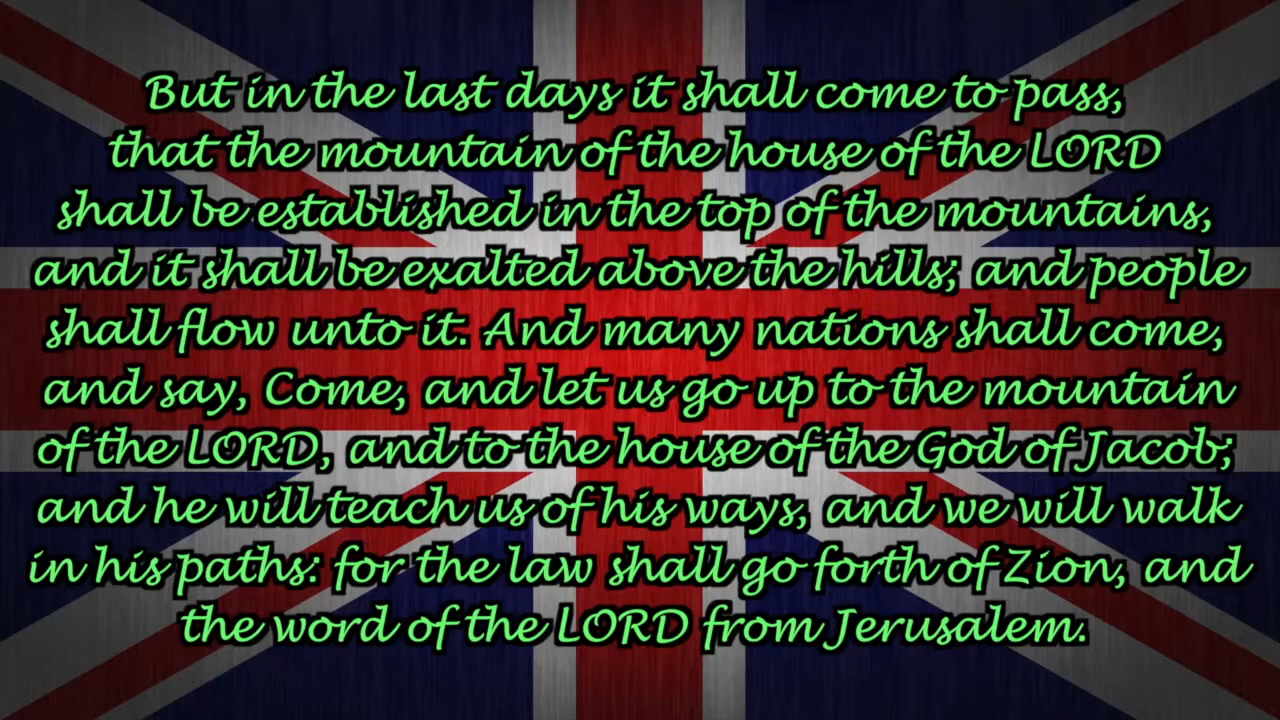 But in the last days it shall come to pass,
that the mountain of the house of the LORD
shall be established in the top of the mountains,
and it shall be exalted above the hills; and people
shall flow unto it. And many nations shall come,
and say, Come, and let us go up to the mountain
of the LORD, and to the house of the God of Jacob;
and he will teach us of his ways, and we will walk
in his paths: for the law shall go forth of Zion, and
the word of the LORD from Jerusalem.